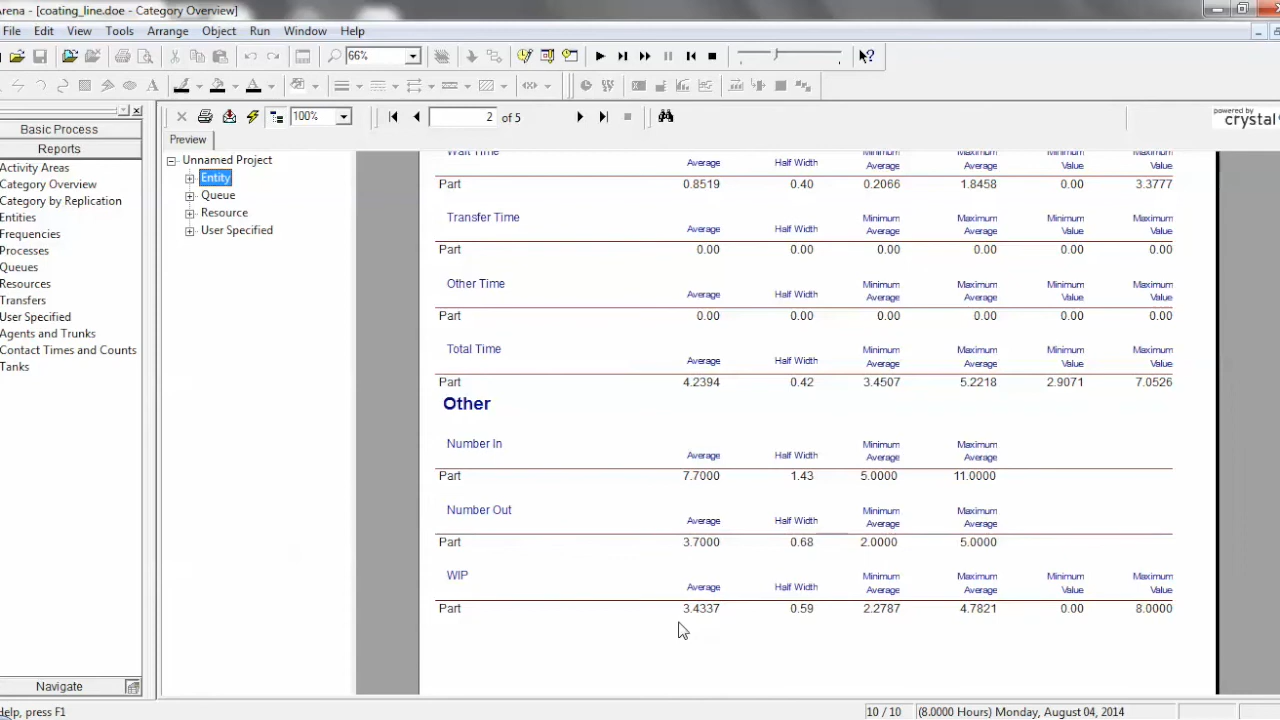 Arena - [coating_line.doe - Category Overview]
File Edit View Tools Arrange Object Run Window Help
66%
Basic Process
Reports
Activity Areas
Category Overview
Category by Replication
Entities
Frequencies
Processes
Queues
Resources
Transfers
User Specified
Agents and Trunks
Contact Times and Counts
Tanks
Navigate
100% 2 of 5
powered by
crystal
Preview
Unnamed Project
Entity
Queue
Resource
User Specified
Wait Time Average Half Width Minimum Average Maximum Average Minimum Value Maximum Value
Part 0.8519 0.40 0.2066 1.8458 0.00 3.3777
Transfer Time Average Half Width Minimum Average Maximum Average Minimum Value Maximum Value
Part 0.00 0.00 0.00 0.00 0.00 0.00
Other Time Average Half Width Minimum Average Maximum Average Minimum Value Maximum Value
Part 0.00 0.00 0.00 0.00 0.00 0.00
Total Time Average Half Width Minimum Average Maximum Average Minimum Value Maximum Value
Part 4.2394 0.42 3.4507 5.2218 2.9071 7.0526
Other
Number In Average Half Width Minimum Average Maximum Average
Part 7.7000 1.43 5.0000 11.0000
Number Out Average Half Width Minimum Average Maximum Average
Part 3.7000 0.68 2.0000 5.0000
WIP Average Half Width Minimum Average Maximum Average Minimum Value Maximum Value
Part 3.4337 0.59 2.2787 4.7821 0.00 8.0000
Help, press F1
10 / 10 (8.0000 Hours) Monday, August 04, 2014